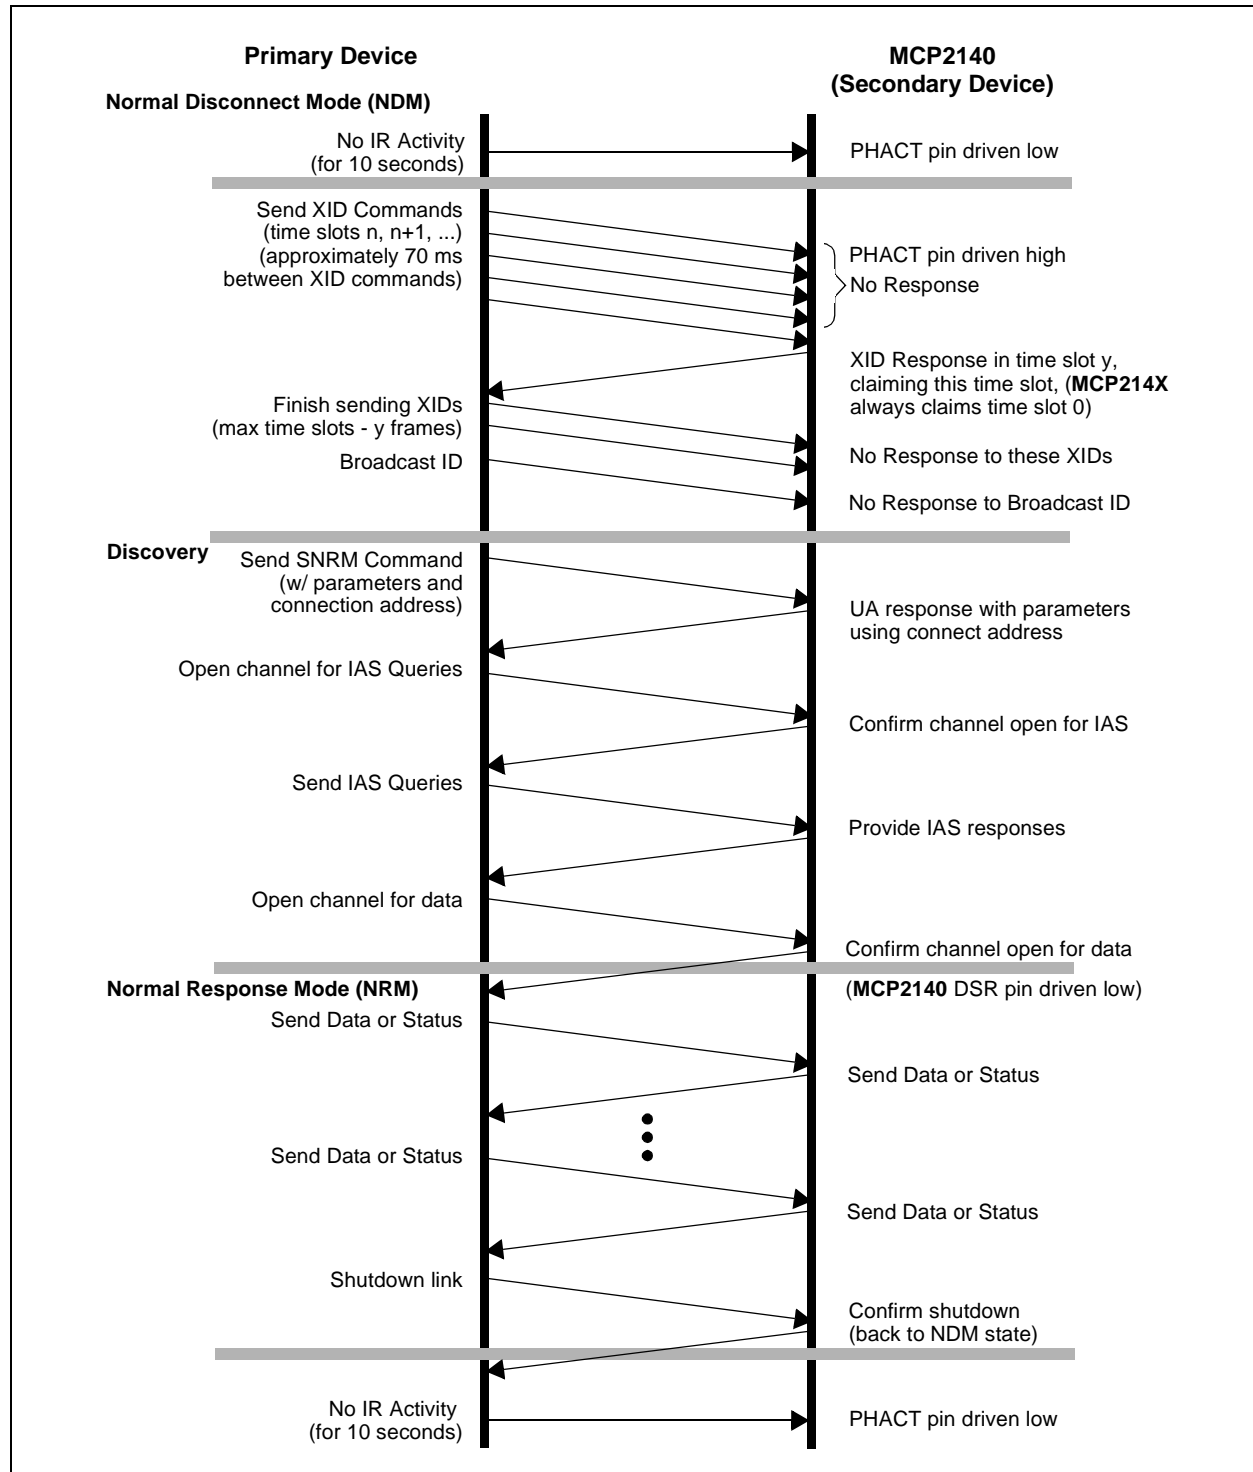 Primary Device
MCP2140
(Secondary Device)
Normal Disconnect Mode (NDM)
No IR Activity
(for 10 seconds)
PHACT pin driven low
Send XID Commands
(time slots n, n+1, ...)
(approximately 70 ms
between XID commands)
PHACT pin driven high
No Response
XID Response in time slot y,
claiming this time slot, (MCP214X
always claims time slot 0)
Finish sending XIDs
(max time slots - y frames)
No Response to these XIDs
Broadcast ID
No Response to Broadcast ID
Discovery
Send SNRM Command
(w/ parameters and
connection address)
UA response with parameters
using connect address
Open channel for IAS Queries
Confirm channel open for IAS
Send IAS Queries
Provide IAS responses
Open channel for data
Confirm channel open for data
Normal Response Mode (NRM)
(MCP2140 DSR pin driven low)
Send Data or Status
Send Data or Status
Send Data or Status
Send Data or Status
Shutdown link
Confirm shutdown
(back to NDM state)
No IR Activity
(for 10 seconds)
PHACT pin driven low